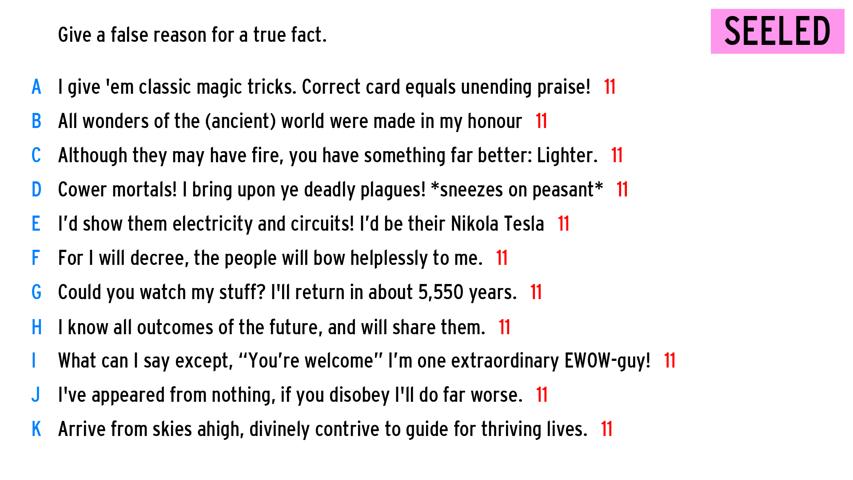 Give a false reason for a true fact.
SEELED
A I give 'em classic magic tricks. Correct card equals unending praise! 11
B All wonders of the (ancient) world were made in my honour 11
C Although they may have fire, you have something far better: Lighter. 11
D Cower mortals! I bring upon ye deadly plagues! *sneezes on peasant* 11
E I’d show them electricity and circuits! I’d be their Nikola Tesla 11
F For I will decree, the people will bow helplessly to me. 11
G Could you watch my stuff? I'll return in about 5,550 years. 11
H I know all outcomes of the future, and will share them. 11
I What can I say except, “You’re welcome” I’m one extraordinary EWOW-guy! 11
J I've appeared from nothing, if you disobey I'll do far worse. 11
K Arrive from skies ahigh, divinely contrive to guide for thriving lives. 11